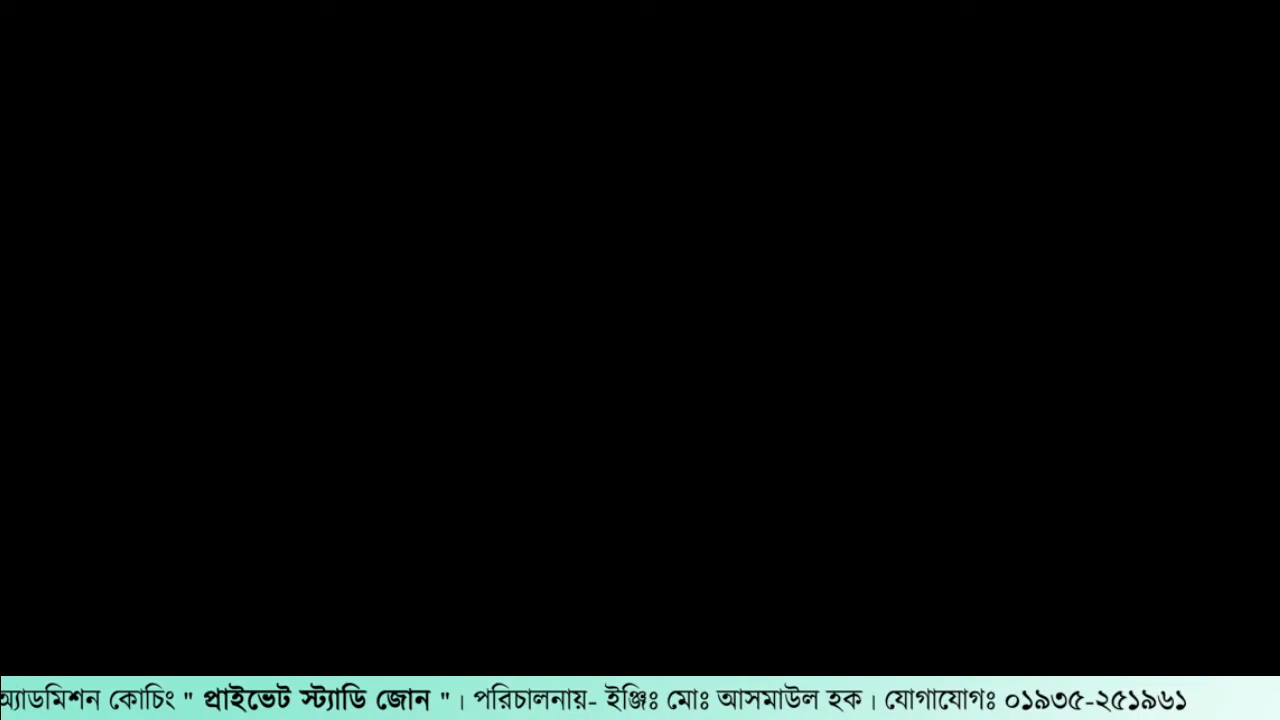 অ্যাডমিশন কোচিং " প্রাইভেট স্ট্যাডি জোন "। পরিচালনায়- ইঞ্জিঃ মোঃ আসমাউল হক। যোগাযোগঃ ০১৯৩৫-২৫১৯৬১